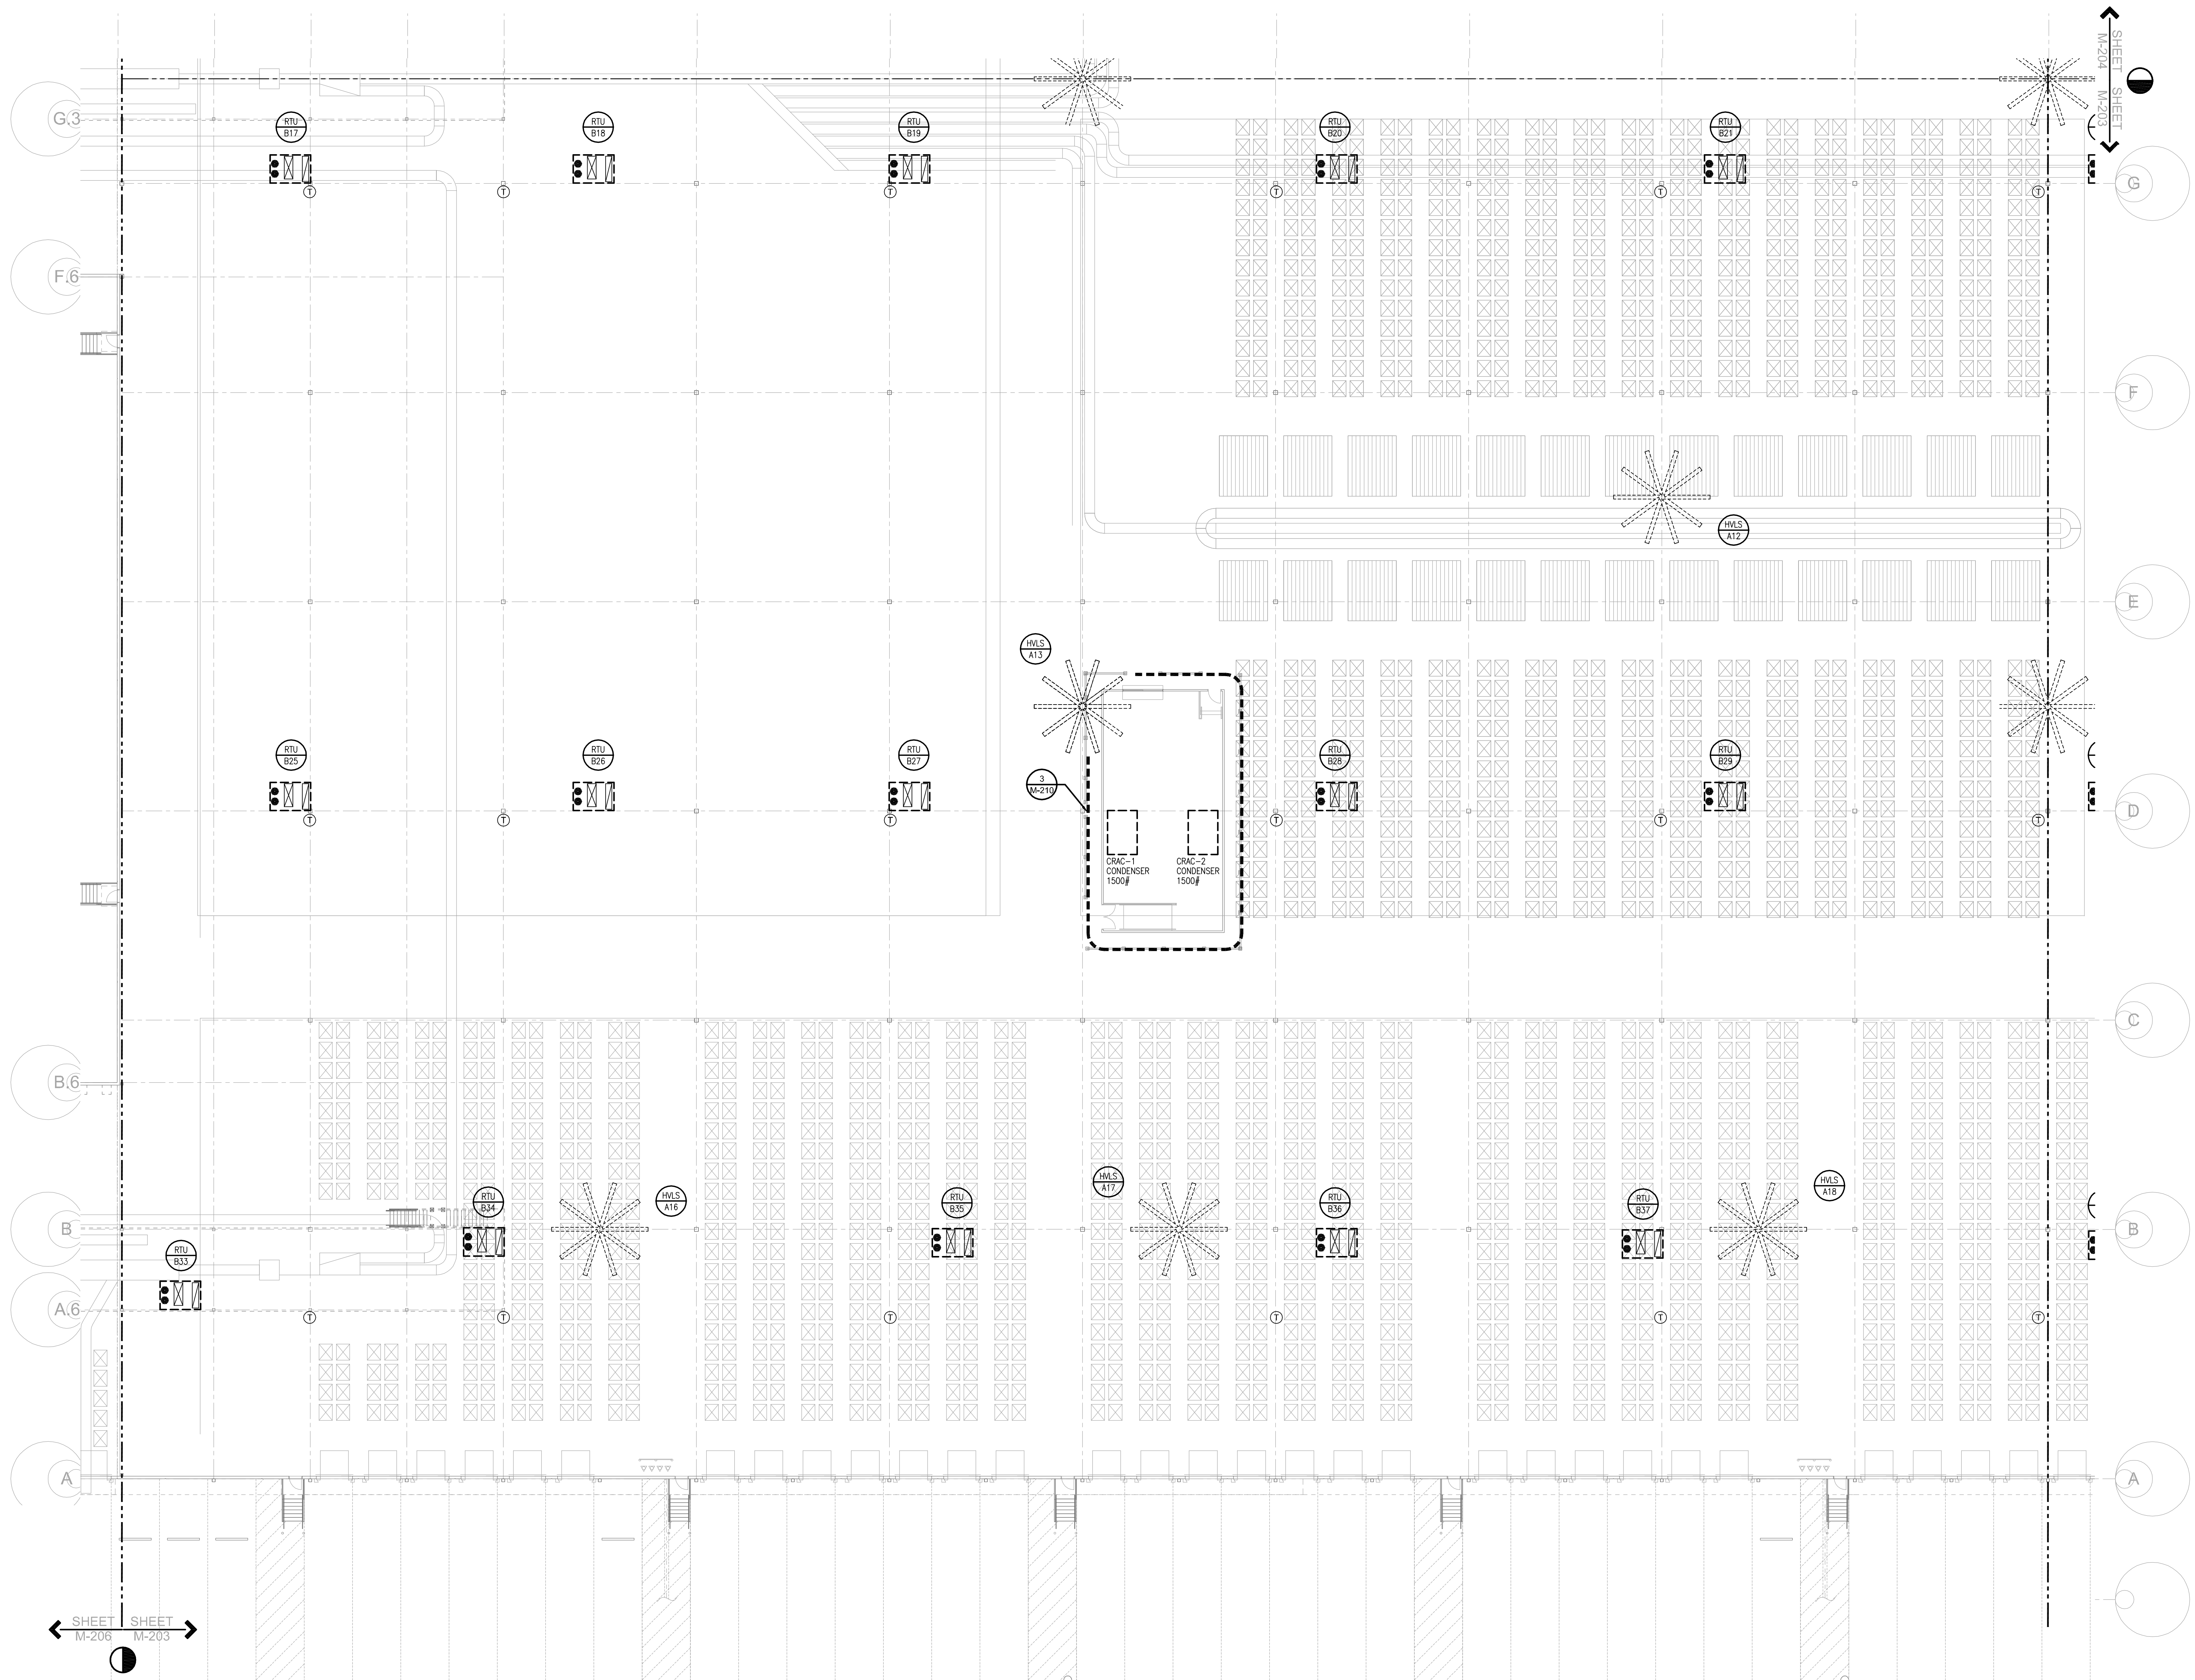 SHEET SHEET
M-204 M-203
G.3
RTU
B17
RTU
B18
RTU
B19
RTU
B20
RTU
B21
T
T
T
T
T
T
G
F.6
F
HVLS
A12
E
HVLS
A13
RTU
B25
RTU
B26
RTU
B27
RTU
B28
RTU
B29
3
M-210
T
T
T
T
T
T
D
CRAC-1
CONDENSER
1500#
CRAC-2
CONDENSER
1500#
C
B.6
HVLS
A16
HVLS
A17
HVLS
A18
RTU
B34
RTU
B35
RTU
B36
RTU
B37
B
B
RTU
B33
A.6
T
T
T
T
T
T
A
A
SHEET SHEET
M-206 M-203